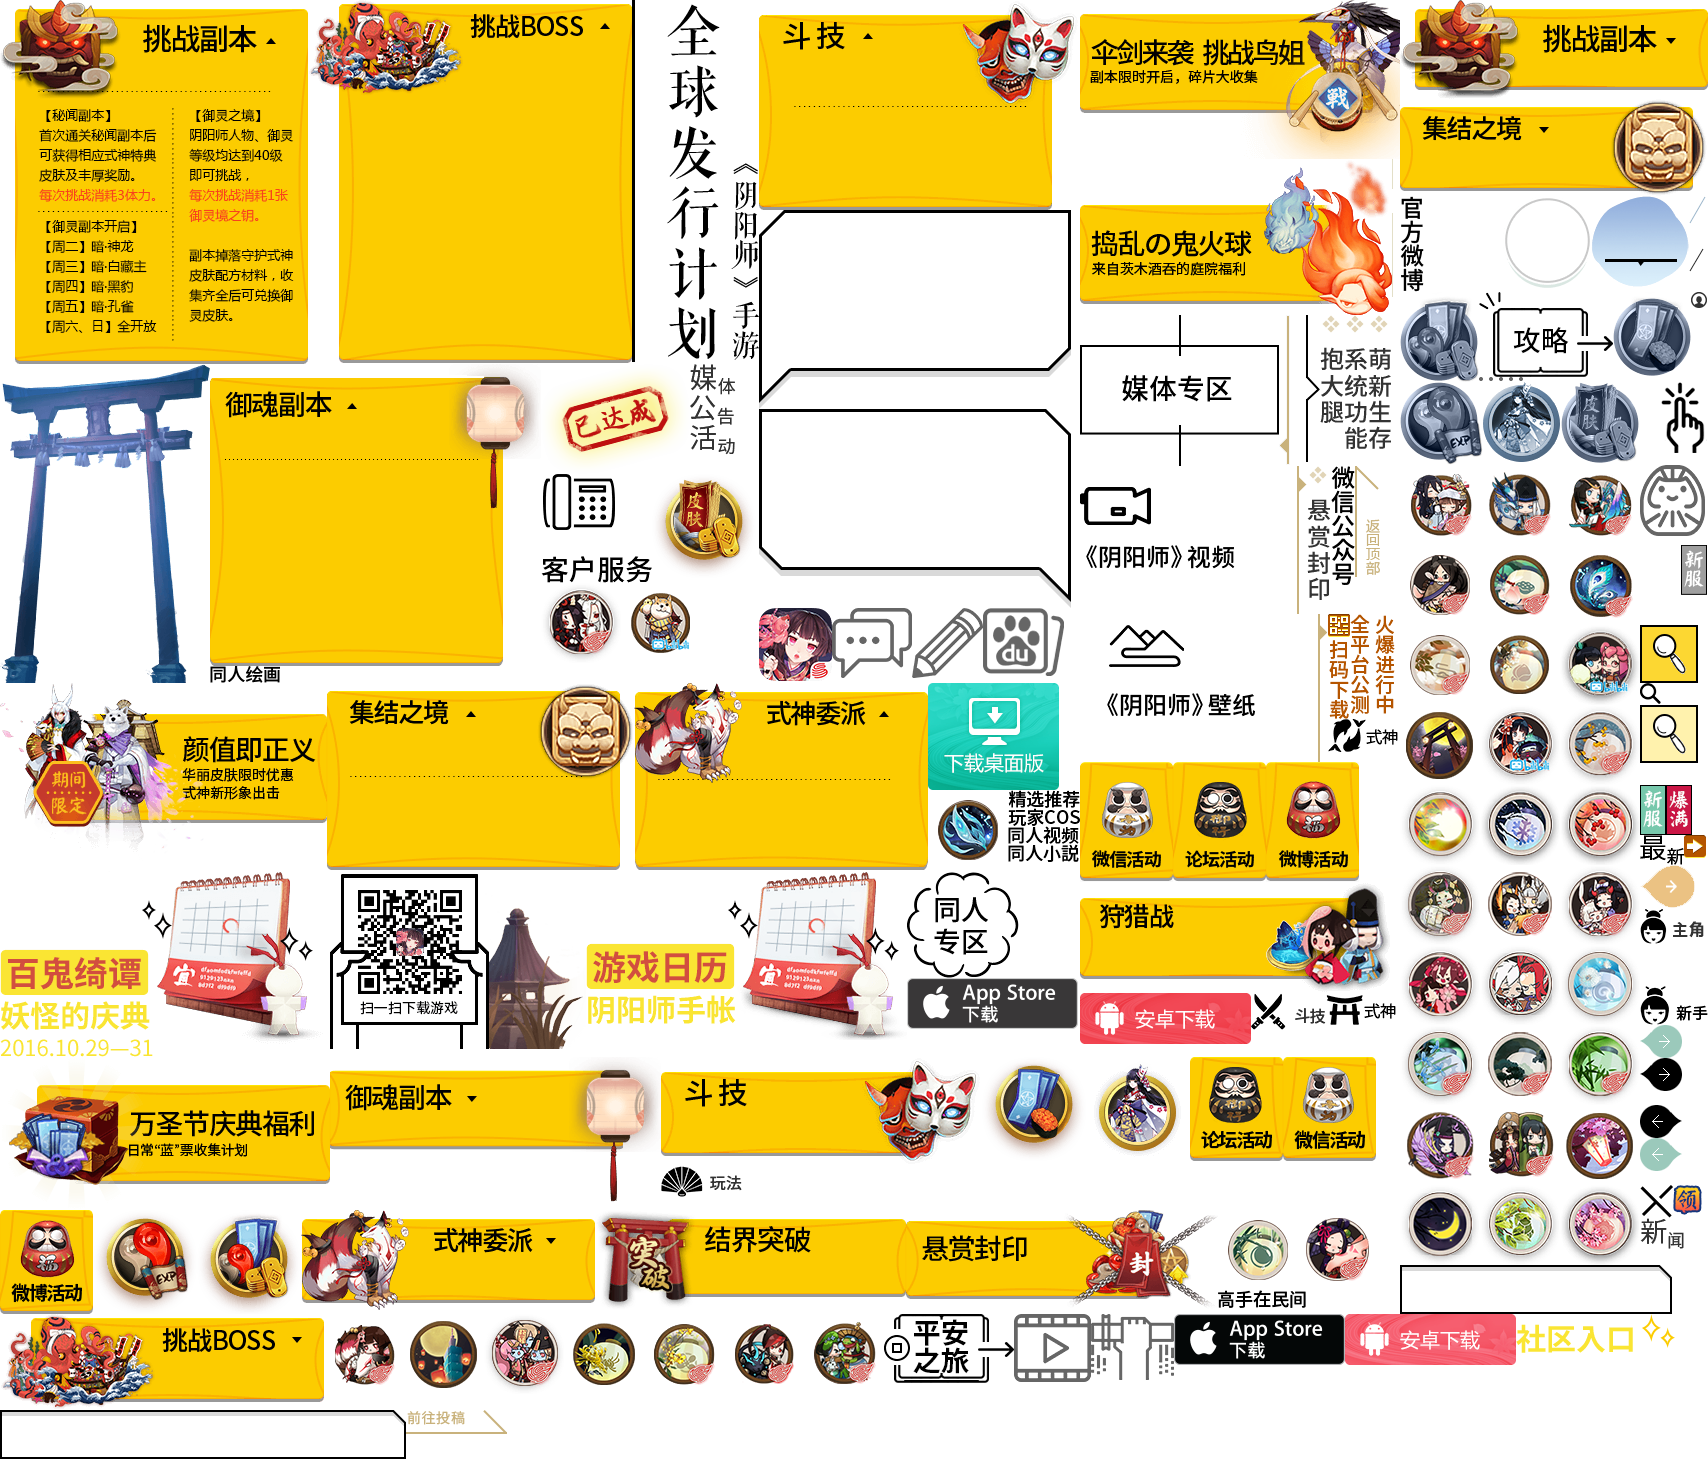 挑战副本
【秘闻副本】
首次通关秘闻副本后
可获得相应式神特典
皮肤及丰厚奖励。
每次挑战消耗3体力。
【御灵副本开启】
【周二】暗·神龙
【周三】暗·白藏主
【周四】暗·黑豹
【周五】暗·孔雀
【周六、日】全开放
【御灵之境】
阴阳师人物、御灵
等级均达到40级
即可挑战，
每次挑战消耗1张
御灵境之钥。
副本掉落守护式神
皮肤配方材料，收
集齐全后可兑换御
灵皮肤。
挑战BOSS
全球发行计划
《阴阳师》手游
斗技
伞剑来袭 挑战鸟姐
副本限时开启，碎片大收集
戰
挑战副本
集结之境
捣乱の鬼火球
来自茨木酒吞的庭院福利
官方微博
攻略
御魂副本
已达成
媒体
公告
活动
客户服务
皮肤
媒体专区
抱大腿
系统功能
萌新生存
EXP
皮肤
《阴阳师》视频
微信公众号
悬赏封印
返回顶部
新服
同人绘画
du
《阴阳师》壁纸
火爆进行中
全平台公测
扫码下载
式神
颜值即正义
华丽皮肤限时优惠
式神新形象出击
期间
限定
集结之境
式神委派
下载桌面版
精选推荐
玩家COS
同人视频
同人小説
微信活动
论坛活动
微博活动
新服
爆满
最新
百鬼绮谭
妖怪的庆典
2016.10.29—31
扫一扫下载游戏
游戏日历
阴阳师手帐
同人
专区
App Store
下载
狩猎战
安卓下载
斗技
式神
主角
新手
万圣节庆典福利
日常“蓝”票收集计划
御魂副本
斗技
玩法
论坛活动
微信活动
微博活动
EXP
式神委派
突破
结界突破
悬赏封印
封
高手在民间
领
新闻
挑战BOSS
平安
之旅
App Store
下载
安卓下载
社区入口
前往投稿